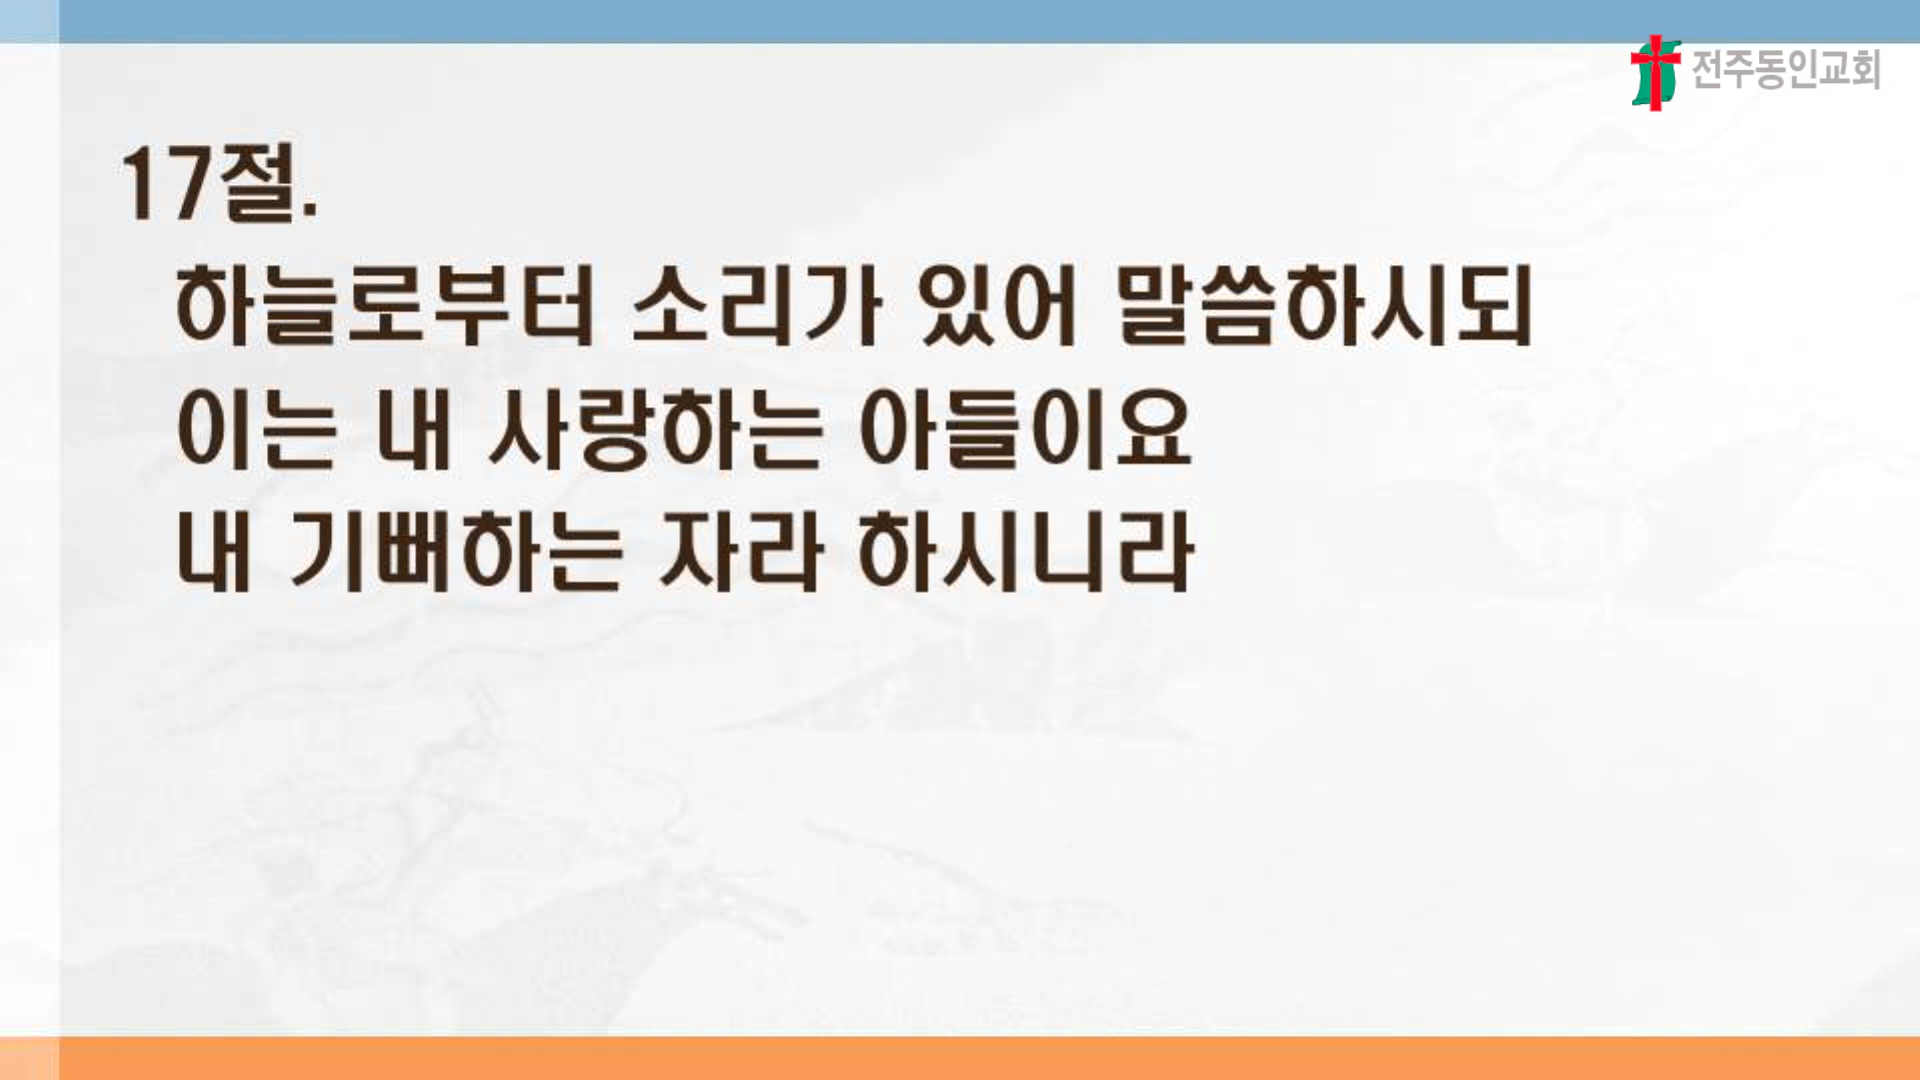 전주동인교회
17절.
하늘로부터 소리가 있어 말씀하시되
이는 내 사랑하는 아들이요
내 기뻐하는 자라 하시니라